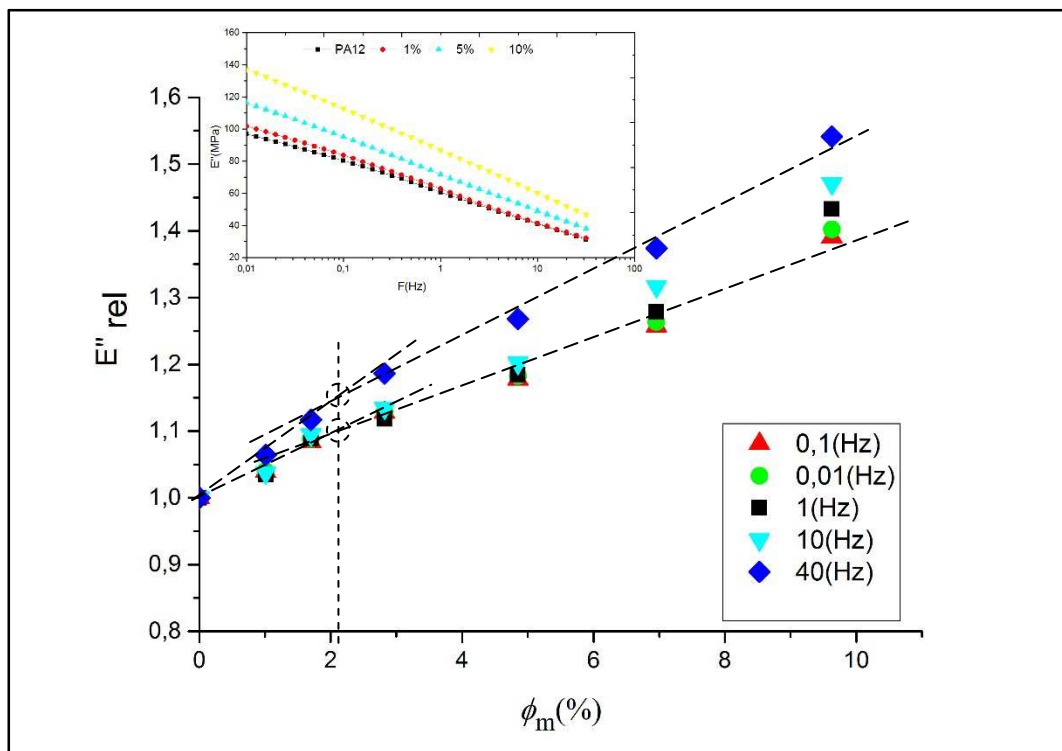 PA12 1% 5% 10%
160
140
120
100
80
60
40
20
E''(MPa)
0,01 0,1 1 10 100
F(Hz)
1,6
1,5
1,4
1,3
1,2
1,1
1,0
0,9
0,8
E'' rel
0,1(Hz)
0,01(Hz)
1(Hz)
10(Hz)
40(Hz)
0 2 4 6 8 10
ϕm(%)